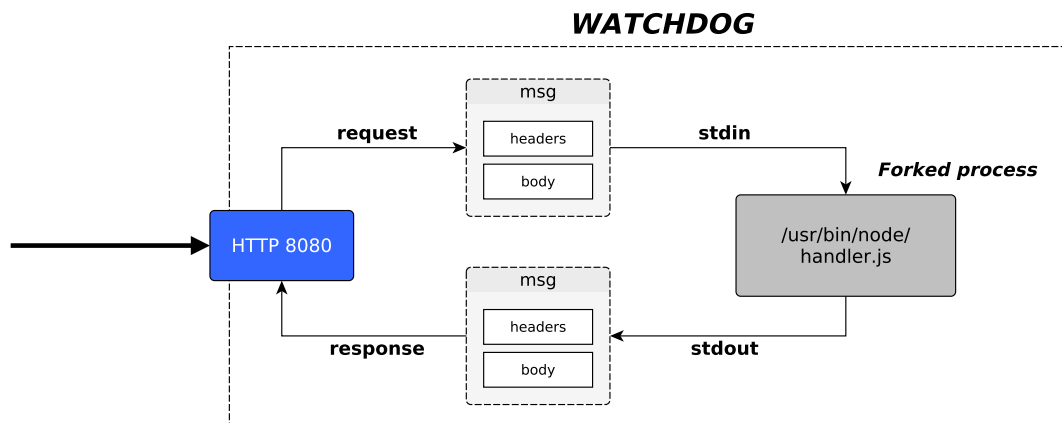 WATCHDOG
msg
request
headers
stdin
body
Forked process
HTTP 8080
/usr/bin/node/
handler.js
msg
headers
response
stdout
body